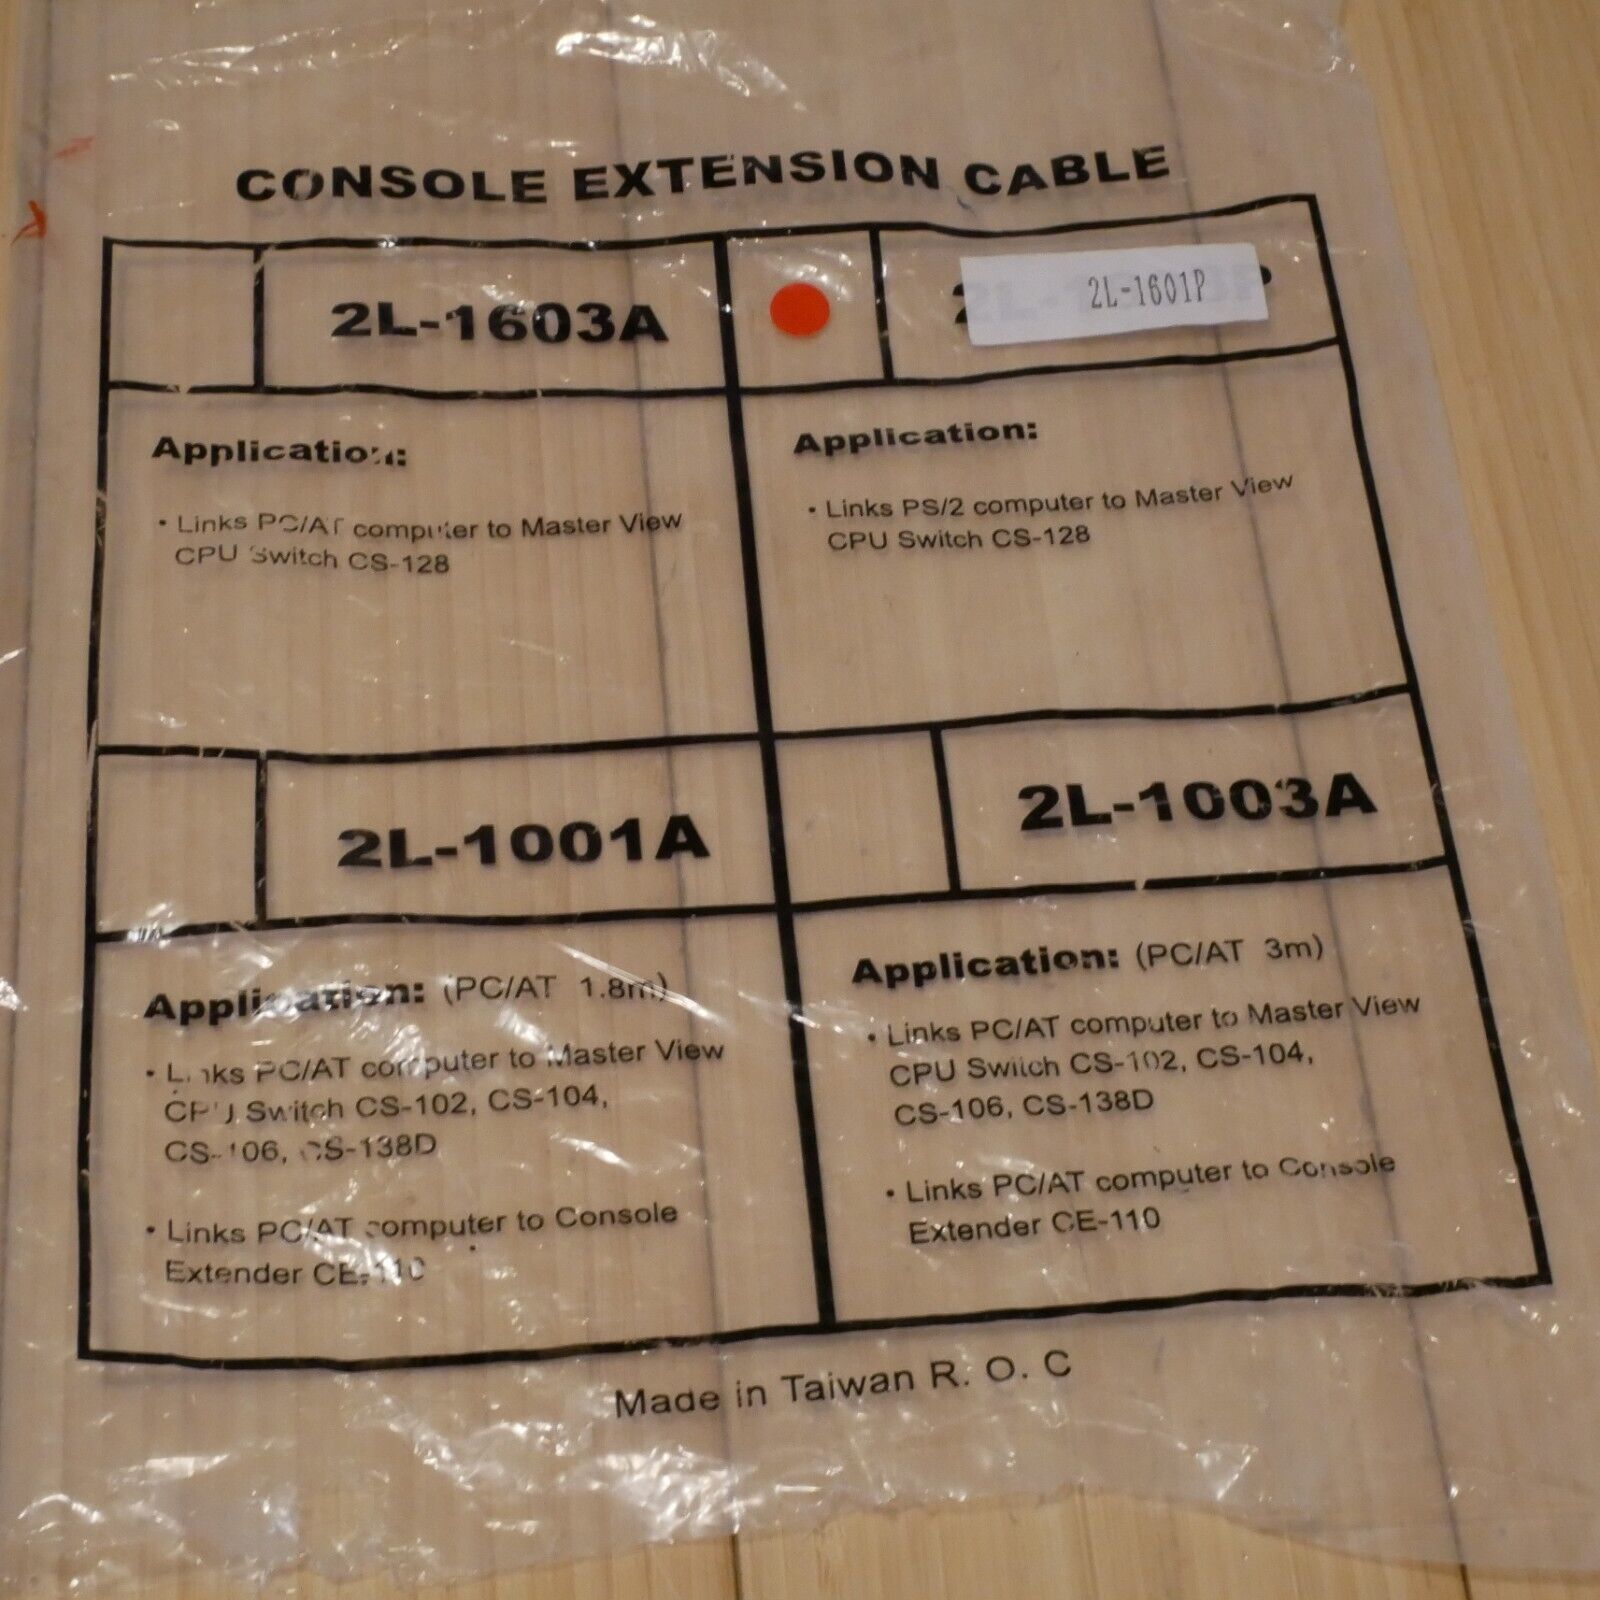 CONSOLE EXTENSION CABLE
2L-1603A
2L-1601P
Application:
• Links PC/AT computer to Master View
CPU Switch CS-128
Application:
• Links PS/2 computer to Master View
CPU Switch CS-128
2L-1001A
2L-1003A
Application: (PC/AT 1.8m)
• Links PC/AT computer to Master View
CPU Switch CS-102, CS-104,
CS-106, CS-138D
• Links PC/AT computer to Console
Extender CE-110
Application: (PC/AT 3m)
• Links PC/AT computer to Master View
CPU Switch CS-102, CS-104,
CS-106, CS-138D
• Links PC/AT computer to Console
Extender CE-110
Made in Taiwan R. O. C